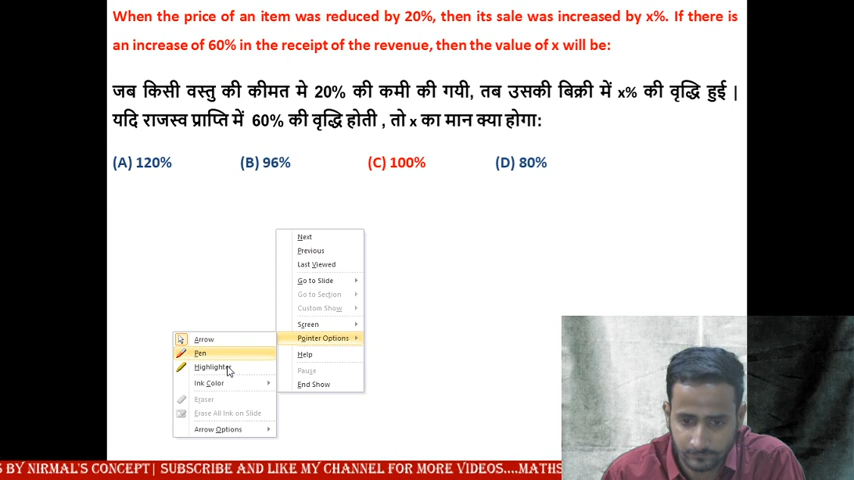 When the price of an item was reduced by 20%, then its sale was increased by x%. If there is
an increase of 60% in the receipt of the revenue, then the value of x will be:
जब किसी वस्तु की कीमत मे 20% की कमी की गयी, तब उसकी बिक्री में x% की वृद्धि हुई |
यदि राजस्व प्राप्ति में 60% की वृद्धि होती , तो x का मान क्या होगा:
(A) 120% (B) 96% (C) 100% (D) 80%
Next
Previous
Last Viewed
Go to Slide
Go to Section
Custom Show
Screen
Pointer Options
Help
Pause
End Show
Arrow
Pen
Highlighter
Ink Color
Eraser
Erase All Ink on Slide
Arrow Options
S BY NIRMAL'S CONCEPT| SUBSCRIBE AND LIKE MY CHANNEL FOR MORE VIDEOS....MATHS